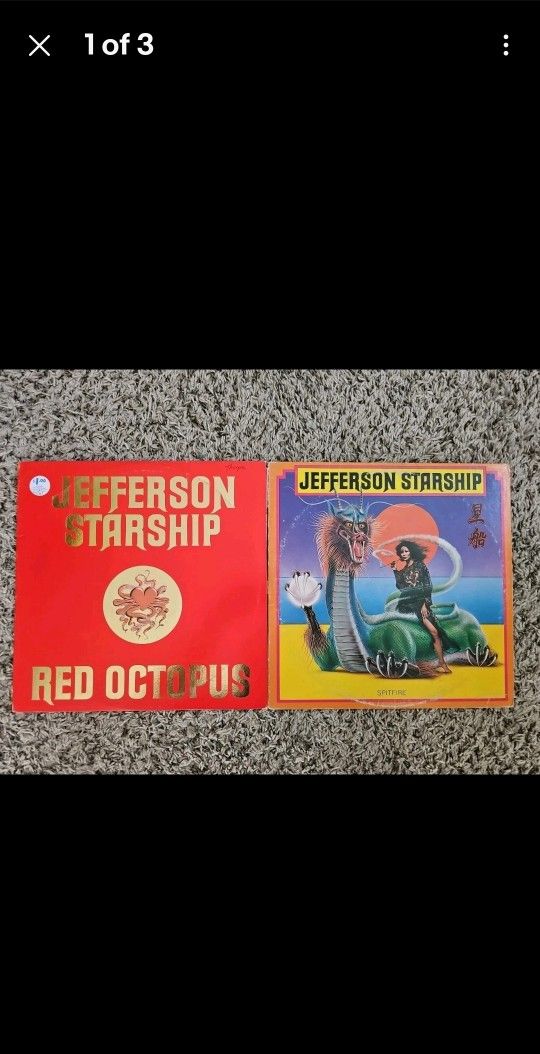 1 of 3
JEFFERSON
STARSHIP
RED OCTOPUS
JEFFERSON STARSHIP
星
船
SPITFIRE